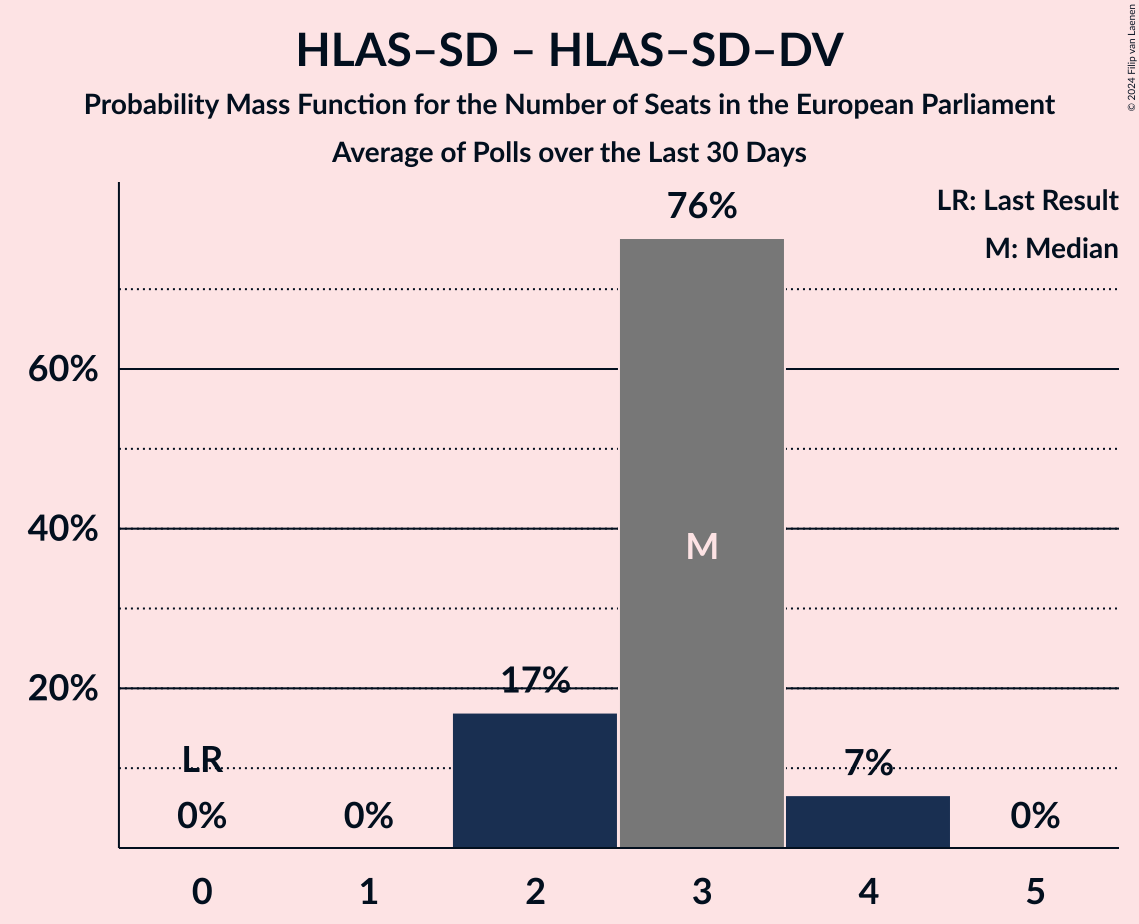 HLAS–SD – HLAS–SD–DV
Probability Mass Function for the Number of Seats in the European Parliament
Average of Polls over the Last 30 Days
© 2024 Filip van Laenen
LR: Last Result
M: Median
76%
60%
M
40%
17%
20%
LR
7%
0%
0%
0%
0
1
2
3
4
5